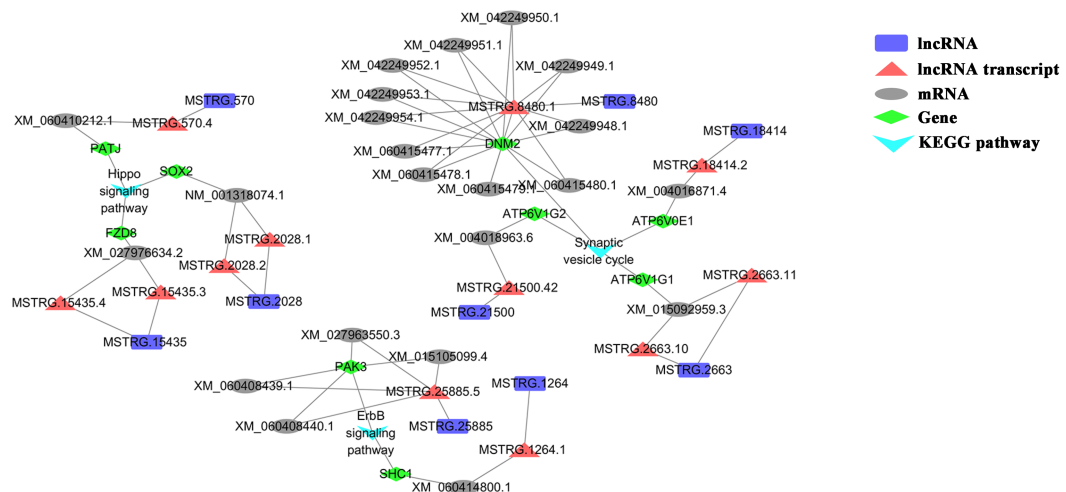 XM_042249950.1
XM_042249951.1
XM_042249952.1
XM_042249949.1
XM_042249953.1
MSTRG.8480.1
MSTRG.8480
XM_042249954.1
XM_042249948.1
DNM2
XM_060415477.1
XM_060415478.1
XM_060415479.1
XM_060415480.1
MSTRG.570
XM_060410212.1
MSTRG.570.4
PATJ
Hippo
signaling
pathway
SOX2
NM_001318074.1
FZD8
XM_027976634.2
MSTRG.2028.1
MSTRG.2028.2
MSTRG.15435.4
MSTRG.15435.3
MSTRG.2028
MSTRG.15435
MSTRG.18414
MSTRG.18414.2
XM_004016871.4
ATP6V1G2
ATP6V0E1
XM_004018963.6
Synaptic
vesicle cycle
ATP6V1G1
MSTRG.2663.11
MSTRG.21500.42
MSTRG.21500
XM_015092959.3
MSTRG.2663.10
MSTRG.2663
XM_027963550.3
XM_015105099.4
PAK3
XM_060408439.1
MSTRG.25885.5
MSTRG.1264
XM_060408440.1
ErbB
signaling
pathway
MSTRG.25885
MSTRG.1264.1
SHC1
XM_060414800.1
lncRNA
lncRNA transcript
mRNA
Gene
KEGG pathway